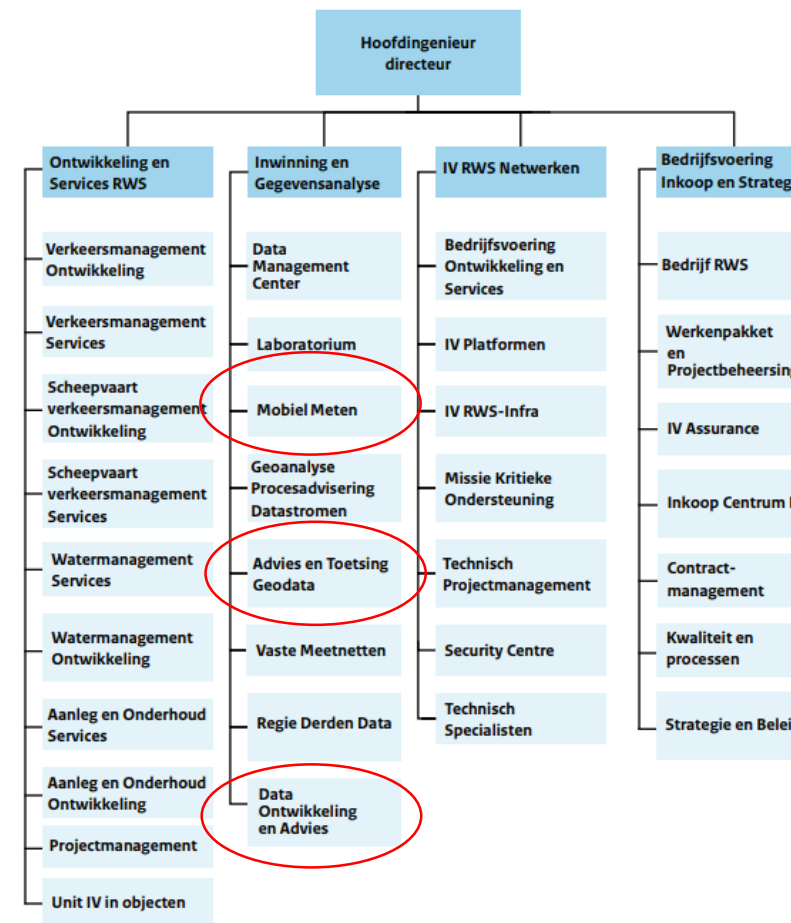 Hoofdingenieur
directeur
Ontwikkeling en
Services RWS
Verkeersmanagement
Ontwikkeling
Verkeersmanagement
Services
Scheepvaart
verkeersmanagement
Ontwikkeling
Scheepvaart
verkeersmanagement
Services
Watermanagement
Services
Watermanagement
Ontwikkeling
Aanleg en Onderhoud
Services
Aanleg en Onderhoud
Ontwikkeling
Projectmanagement
Unit IV in objecten
Inwinning en
Gegevensanalyse
Data
Management
Center
Laboratorium
Mobiel Meten
Geoanalyse
Procesadvisering
Datastromen
Advies en Toetsing
Geodata
Vaste Meetnetten
Regie Derden Data
Data
Ontwikkeling
en Advies
IV RWS Netwerken
Bedrijfsvoering
Ontwikkeling en
Services
IV Platformen
IV RWS-Infra
Missie Kritieke
Ondersteuning
Technisch
Projectmanagement
Security Centre
Technisch
Specialisten
Bedrijfsvoering
Inkoop en Strateg
Bedrijf RWS
Werkenpakket
en
Projectbeheersing
IV Assurance
Inkoop Centrum
Contract-
management
Kwaliteit en
processen
Strategie en Belei